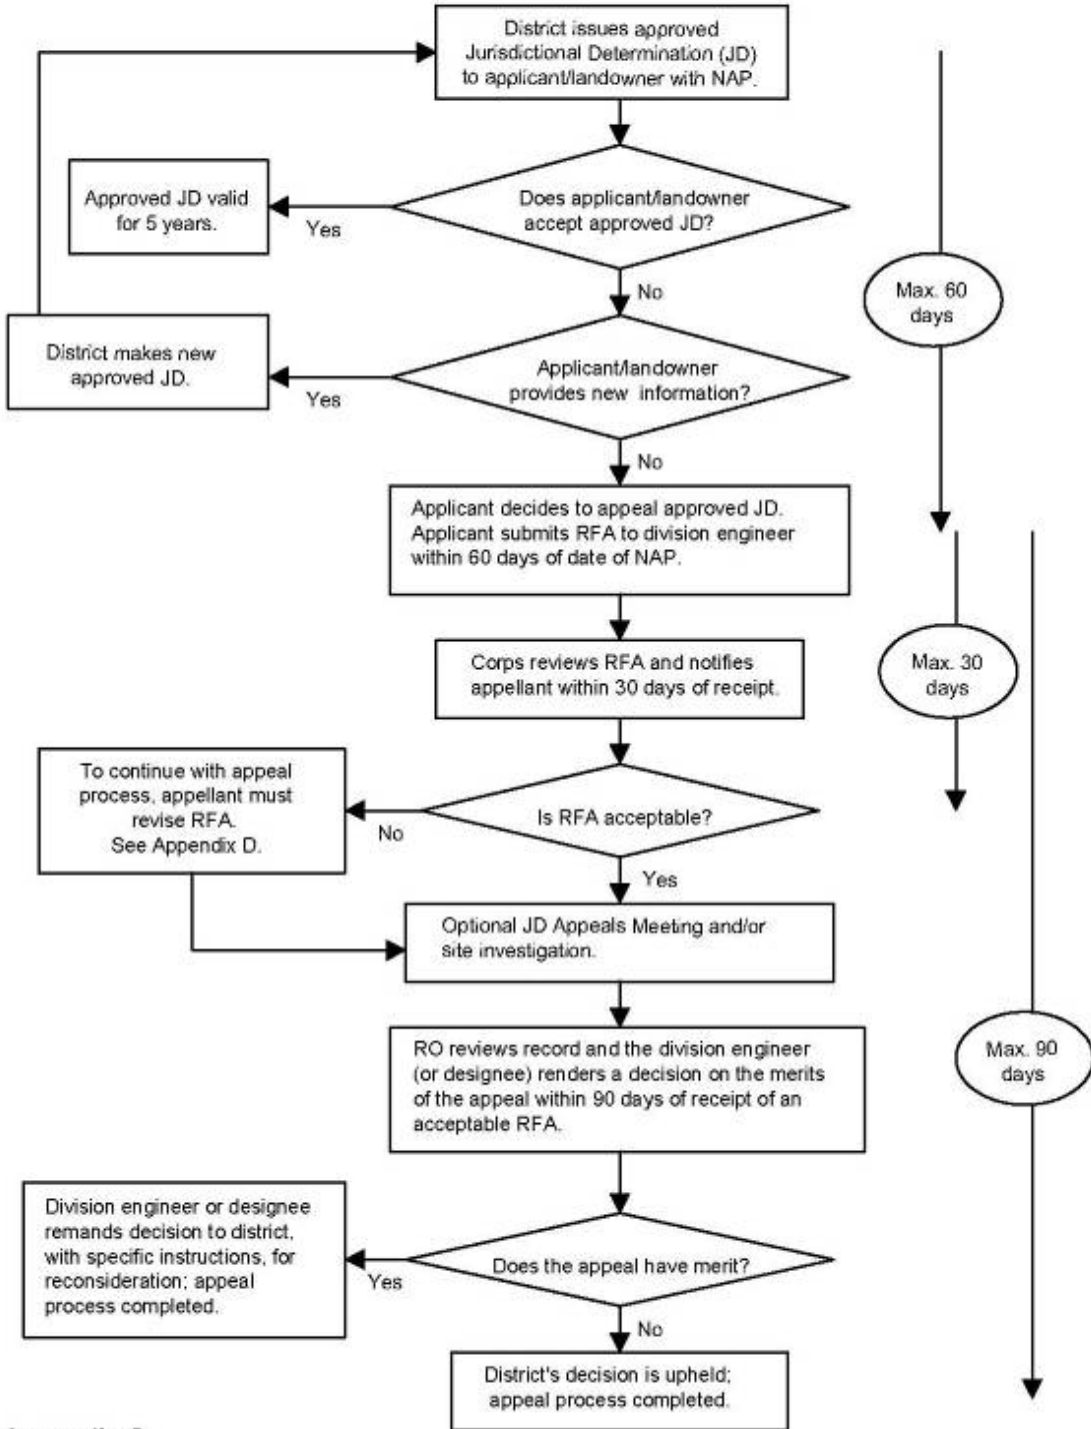 District issues approved
Jurisdictional Determination (JD)
to applicant/landowner with NAP.
Does applicant/landowner
accept approved JD?
Yes
Approved JD valid
for 5 years.
No
Max. 60
days
Applicant/landowner
provides new information?
Yes
District makes new
approved JD.
No
Applicant decides to appeal approved JD.
Applicant submits RFA to division engineer
within 60 days of date of NAP.
Corps reviews RFA and notifies
appellant within 30 days of receipt.
Max. 30
days
Is RFA acceptable?
No
To continue with appeal
process, appellant must
revise RFA.
See Appendix D.
Yes
Optional JD Appeals Meeting and/or
site investigation.
RO reviews record and the division engineer
(or designee) renders a decision on the merits
of the appeal within 90 days of receipt of an
acceptable RFA.
Max. 90
days
Does the appeal have merit?
Yes
Division engineer or designee
remands decision to district,
with specific instructions, for
reconsideration; appeal
process completed.
No
District's decision is upheld;
appeal process completed.